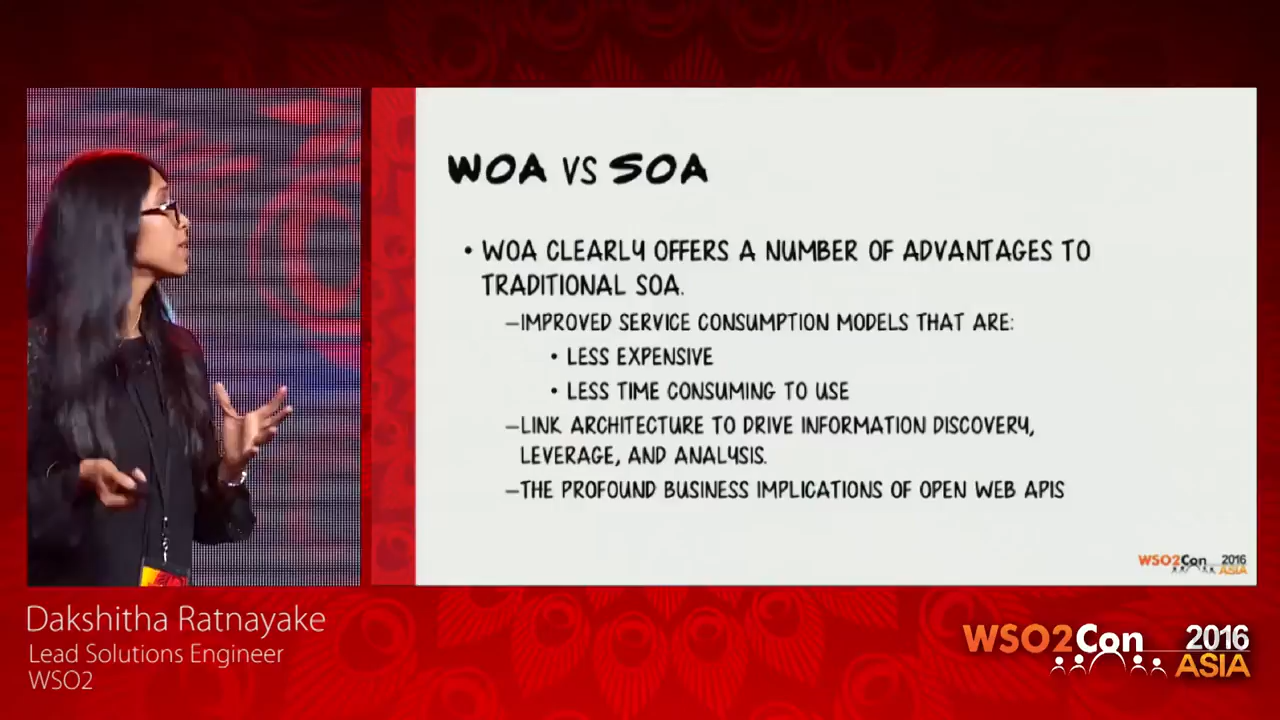 WOA VS SOA
• WOA CLEARLY OFFERS A NUMBER OF ADVANTAGES TO
TRADITIONAL SOA.
–IMPROVED SERVICE CONSUMPTION MODELS THAT ARE:
• LESS EXPENSIVE
• LESS TIME CONSUMING TO USE
–LINK ARCHITECTURE TO DRIVE INFORMATION DISCOVERY,
LEVERAGE, AND ANALYSIS.
–THE PROFOUND BUSINESS IMPLICATIONS OF OPEN WEB APIS
WSO2Con 2016
ASIA
Dakshitha Ratnayake
Lead Solutions Engineer
WSO2
WSO2Con 2016
ASIA